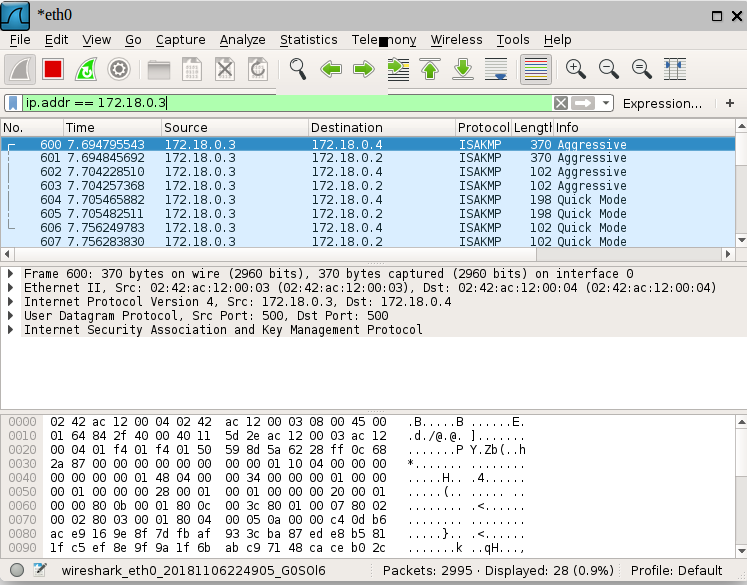 *eth0
File Edit View Go Capture Analyze Statistics Telephony Wireless Tools Help
ip.addr == 172.18.0.3 Expression... +
No. Time Source Destination Protocol Length Info
600 7.694795543 172.18.0.3 172.18.0.4 ISAKMP 370 Aggressive
601 7.694845692 172.18.0.3 172.18.0.2 ISAKMP 370 Aggressive
602 7.704228510 172.18.0.3 172.18.0.4 ISAKMP 102 Aggressive
603 7.704257368 172.18.0.3 172.18.0.2 ISAKMP 102 Aggressive
604 7.705465882 172.18.0.3 172.18.0.4 ISAKMP 198 Quick Mode
605 7.705482511 172.18.0.3 172.18.0.2 ISAKMP 198 Quick Mode
606 7.756249783 172.18.0.3 172.18.0.4 ISAKMP 102 Quick Mode
607 7.756283830 172.18.0.3 172.18.0.2 ISAKMP 102 Quick Mode
Frame 600: 370 bytes on wire (2960 bits), 370 bytes captured (2960 bits) on interface 0
Ethernet II, Src: 02:42:ac:12:00:03 (02:42:ac:12:00:03), Dst: 02:42:ac:12:00:04 (02:42:ac:12:00:04)
Internet Protocol Version 4, Src: 172.18.0.3, Dst: 172.18.0.4
User Datagram Protocol, Src Port: 500, Dst Port: 500
Internet Security Association and Key Management Protocol
0000 02 42 ac 12 00 04 02 42 ac 12 00 03 08 00 45 00 .B.....B ......E.
0010 01 64 84 2f 40 00 40 11 5d 2e ac 12 00 03 ac 12 .d./@.@. ].......
0020 00 04 01 f4 01 f4 01 50 59 8d 5a 62 28 ff 0c 68 .......P Y.Zb(..h
0030 2a 87 00 00 00 00 00 00 00 00 01 10 04 00 00 00 *....... ........
0040 00 00 00 00 01 48 04 00 00 34 00 00 00 01 00 00 .....H.. .4......
0050 00 01 00 00 00 28 00 01 00 01 00 00 00 20 00 01 .....(.. ..... ..
0060 00 00 80 0b 00 01 80 0c 00 3c 80 01 00 07 80 02 ........ .<......
0070 00 02 80 03 00 01 80 04 00 05 0a 00 00 c4 0d b6 ........ ........
0080 ac e9 16 9e 8f 7d fb af 93 3c ba 87 ed e8 b5 81 .....}.. .<......
0090 1f c5 ef 8e 9f 9a 1f 6b ab c9 71 48 ca ce b0 2c .......k ..qH...,
wireshark_eth0_20181106224905_G0S0l6 Packets: 2995 · Displayed: 28 (0.9%) Profile: Default